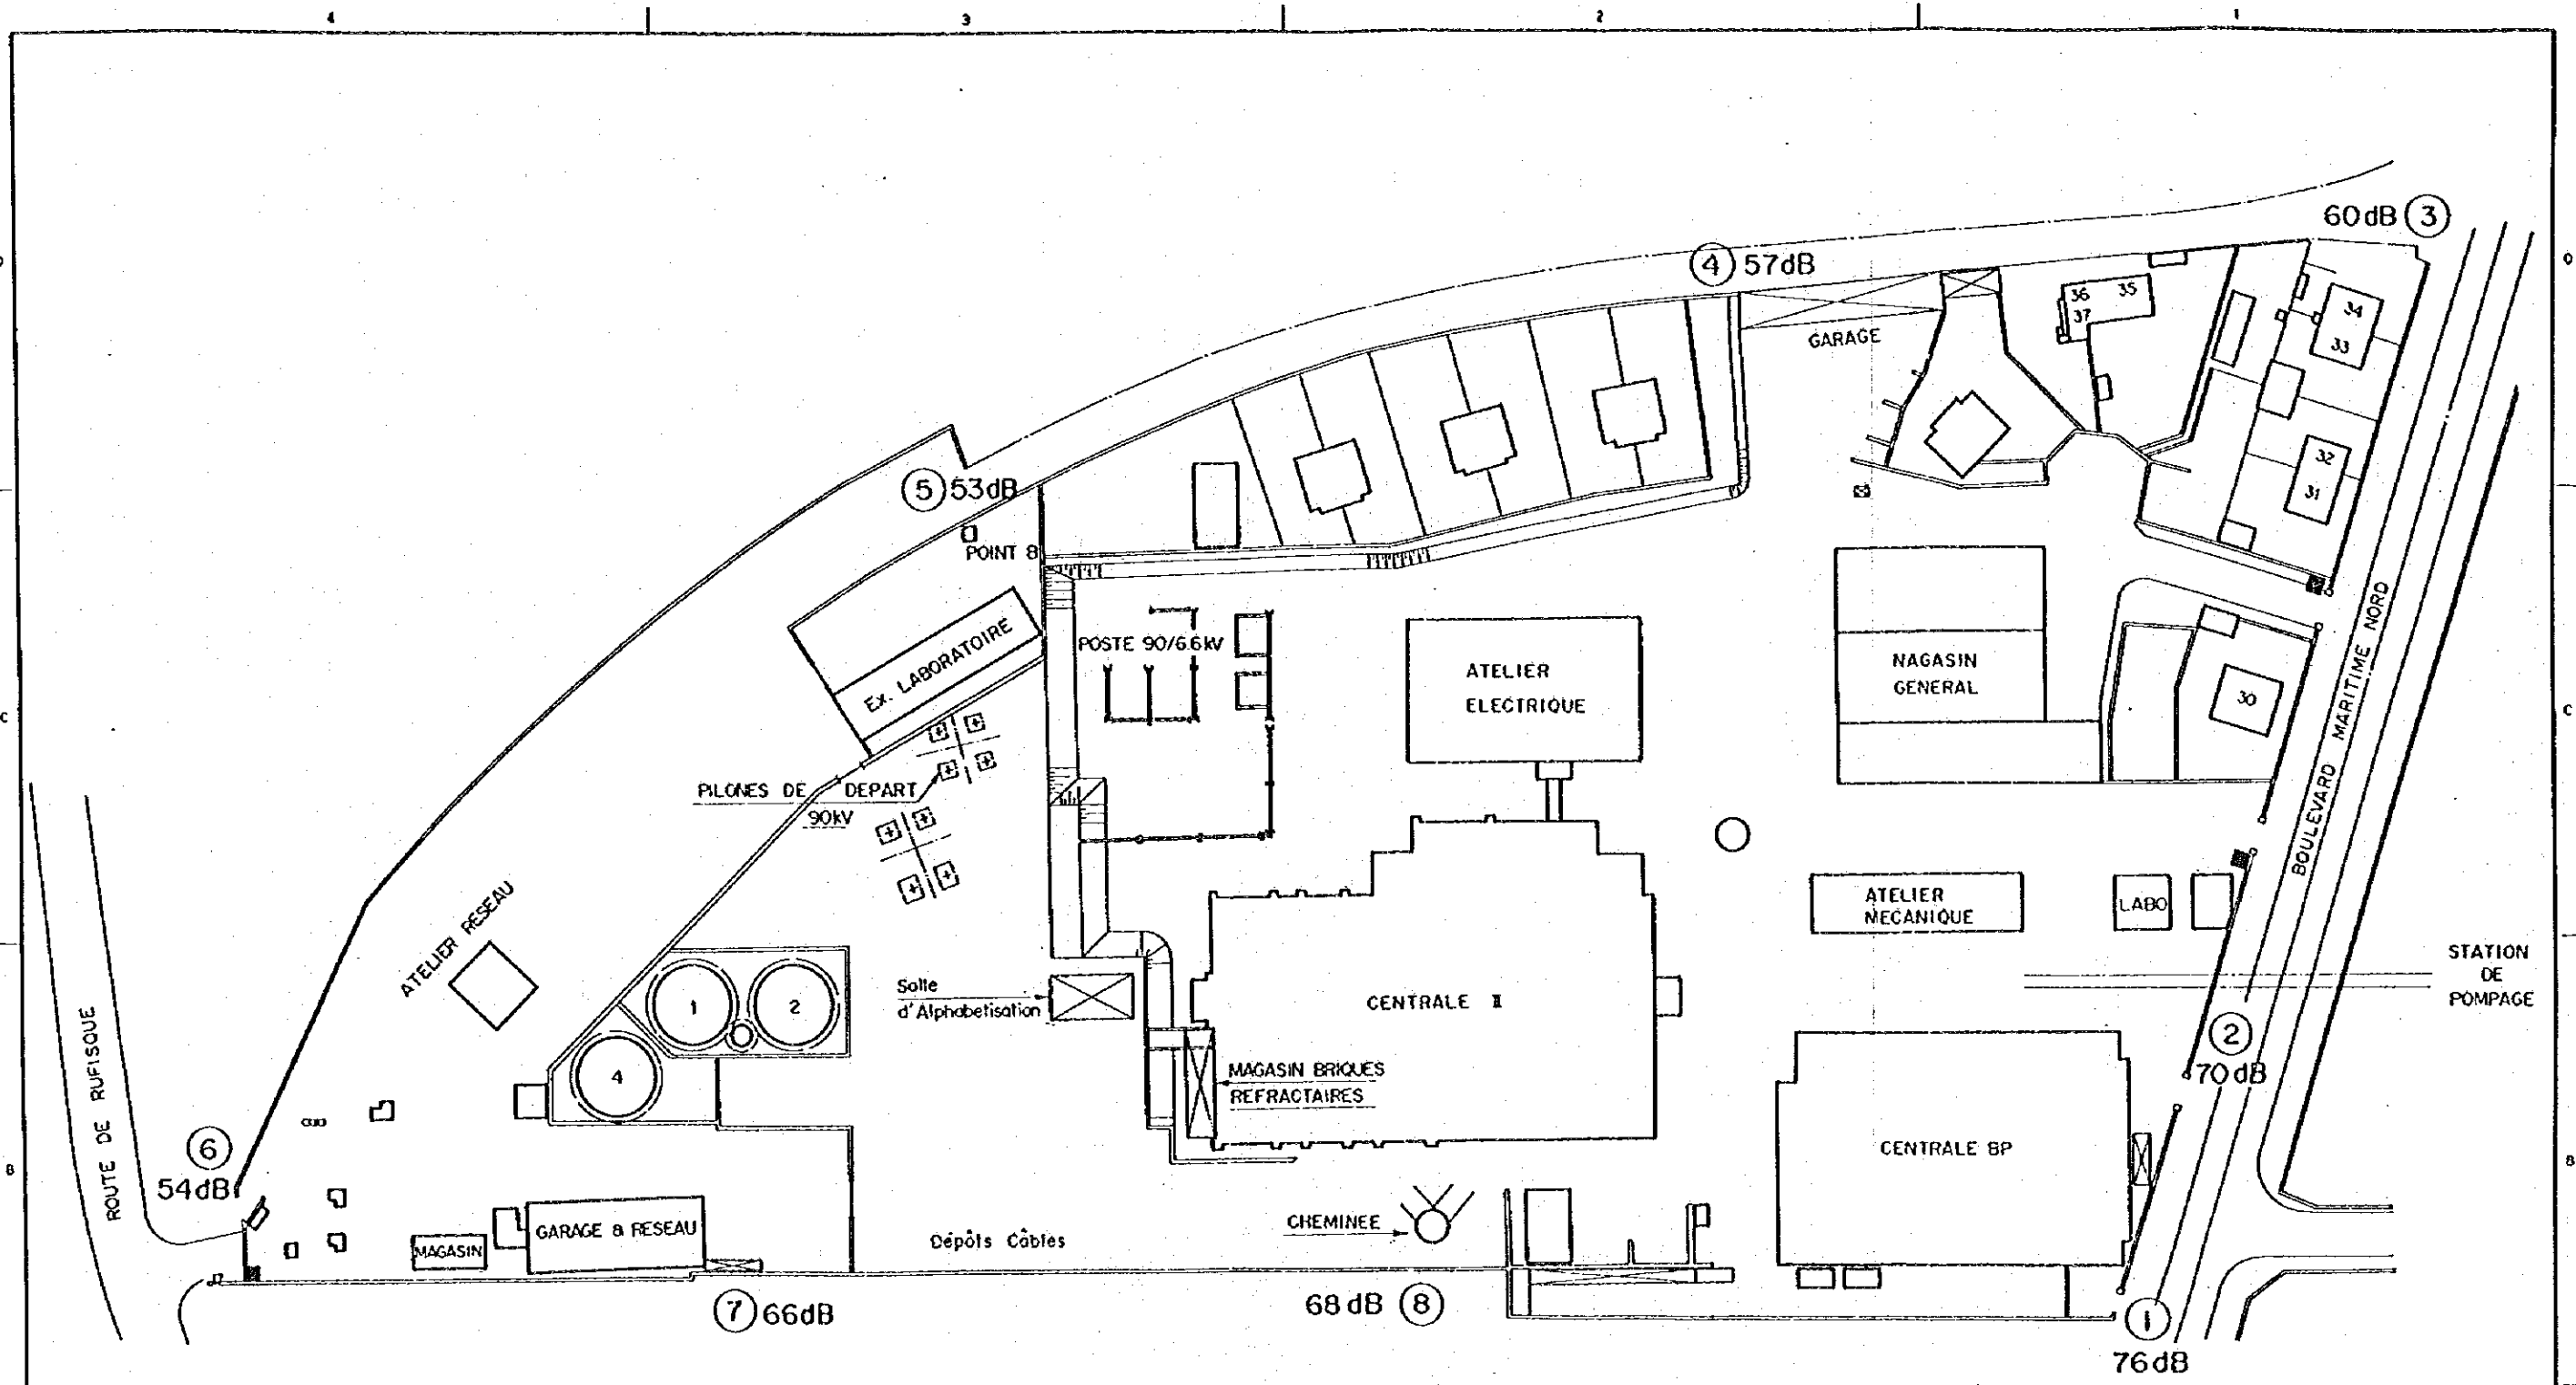 4
3
2
1
60dB ③
④ 57dB
GARAGE
36
35
37
34
33
32
31
⑤ 53dB
POINT 8
Ex. LABORATOIRE
POSTE 90/6.6kV
ATELIER
ELECTRIQUE
NAGASIN
GENERAL
30
BOULEVARD MARITIME NORD
C
C
PILONES DE DEPART
90kV
ATELIER RESEAU
ATELIER
MECANIQUE
LABO
STATION
DE
POMPAGE
1
2
4
Salle
d'Alphabetisation
CENTRALE II
②
70dB
MAGASIN BRIQUES
REFRACTAIRES
CENTRALE BP
ROUTE DE RUFISQUE
⑥
54dB
B
B
MAGASIN
GARAGE & RESEAU
Dépôts Câbles
CHEMINEE
⑦ 66dB
68dB ⑧
①
76dB